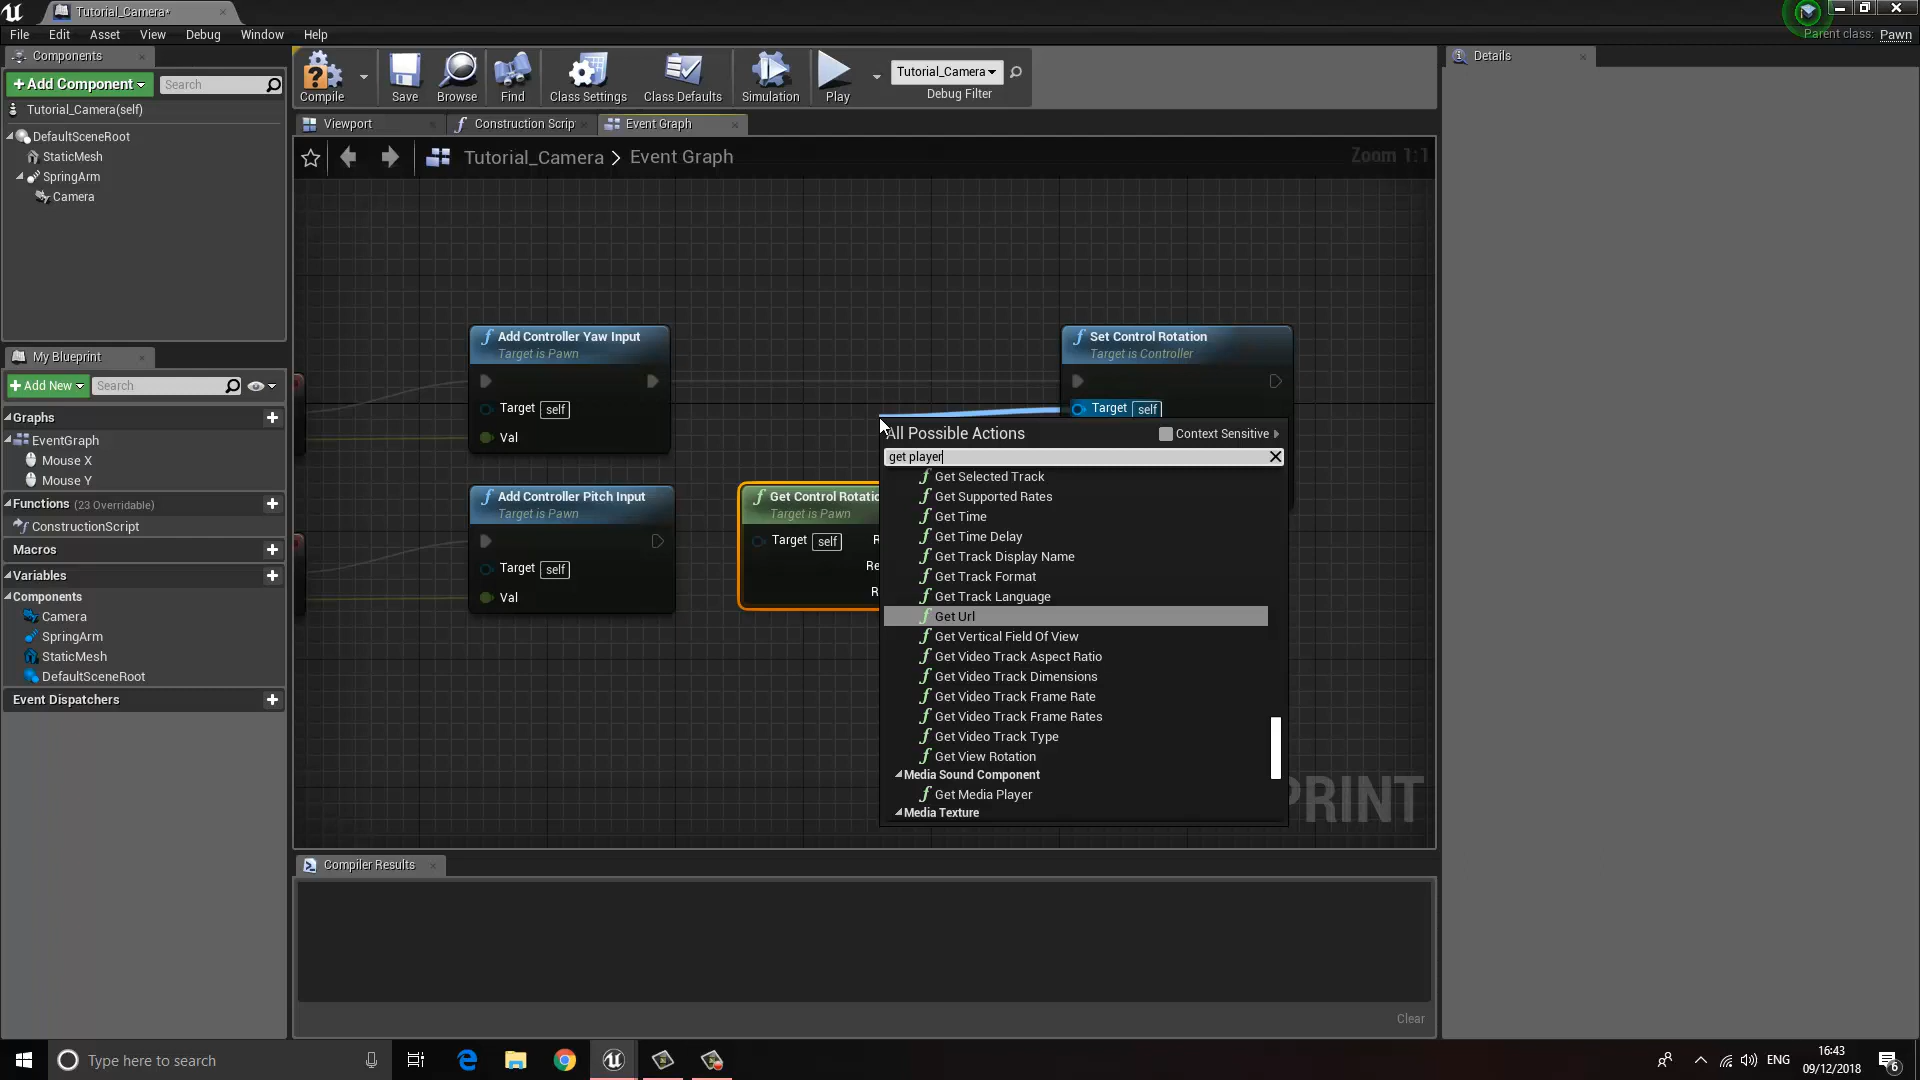 Tutorial_Camera*
File Edit Asset View Debug Window Help
Parent class: Pawn
Components
+Add Component
Search
Tutorial_Camera(self)
DefaultSceneRoot
StaticMesh
SpringArm
Camera
Compile
Save
Browse
Find
Class Settings
Class Defaults
Simulation
Play
Tutorial_Camera
Debug Filter
Details
Viewport
Construction Scrip
Event Graph
Tutorial_Camera > Event Graph
Zoom 1:1
My Blueprint
+Add New
Search
Graphs
EventGraph
Mouse X
Mouse Y
Functions (23 Overridable)
ConstructionScript
Macros
Variables
Components
Camera
SpringArm
StaticMesh
DefaultSceneRoot
Event Dispatchers
Add Controller Yaw Input
Target is Pawn
Target self
Val
Add Controller Pitch Input
Target is Pawn
Target self
Val
Get Control Rotatio
Target is Pawn
Target self R
Re
R
Set Control Rotation
Target is Controller
Target self
All Possible Actions
Context Sensitive
get player
Get Selected Track
Get Supported Rates
Get Time
Get Time Delay
Get Track Display Name
Get Track Format
Get Track Language
Get Url
Get Vertical Field Of View
Get Video Track Aspect Ratio
Get Video Track Dimensions
Get Video Track Frame Rate
Get Video Track Frame Rates
Get Video Track Type
Get View Rotation
Media Sound Component
Get Media Player
Media Texture
PRINT
Compiler Results
Clear
Type here to search
ENG
16:43
09/12/2018
6